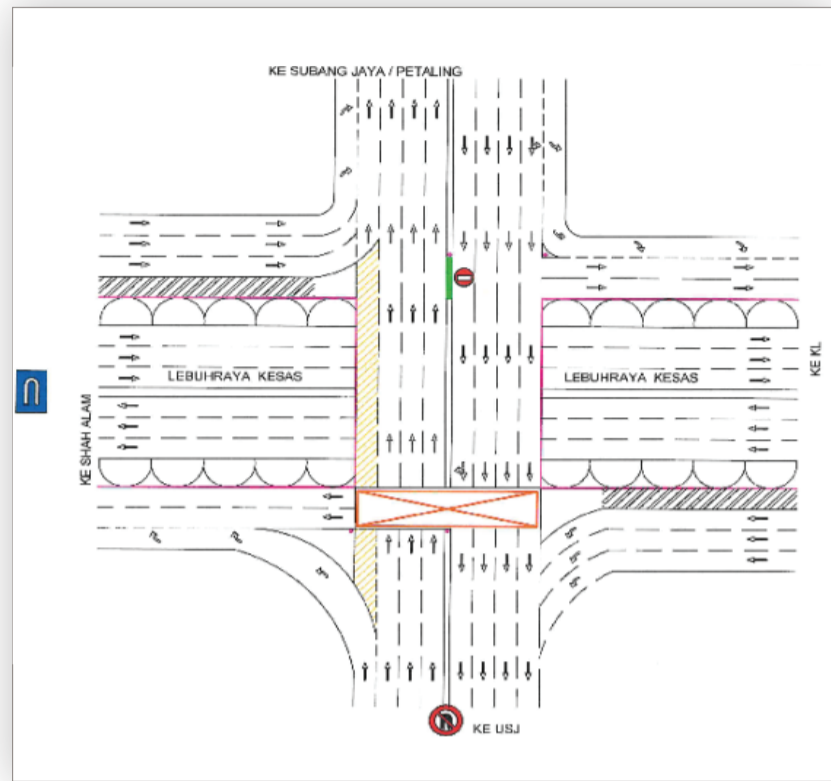 KE SUBANG JAYA / PETALING
LEBUHRAYA KESAS
LEBUHRAYA KESAS
KE KL
KE SHAH ALAM
KE USJ